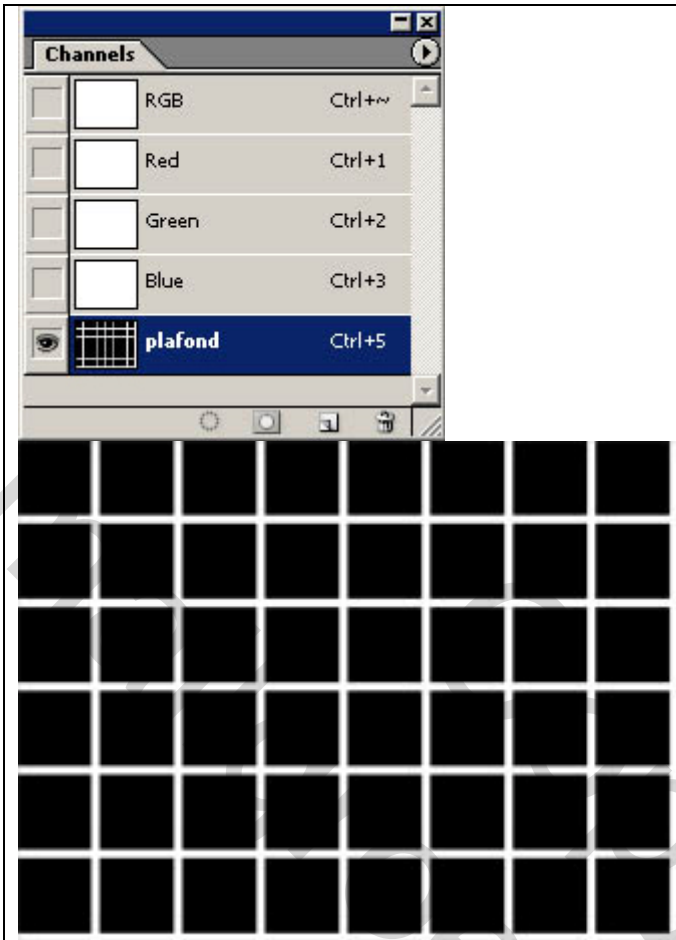 Channels
RGB Ctrl+~
Red Ctrl+1
Green Ctrl+2
Blue Ctrl+3
plafond Ctrl+5